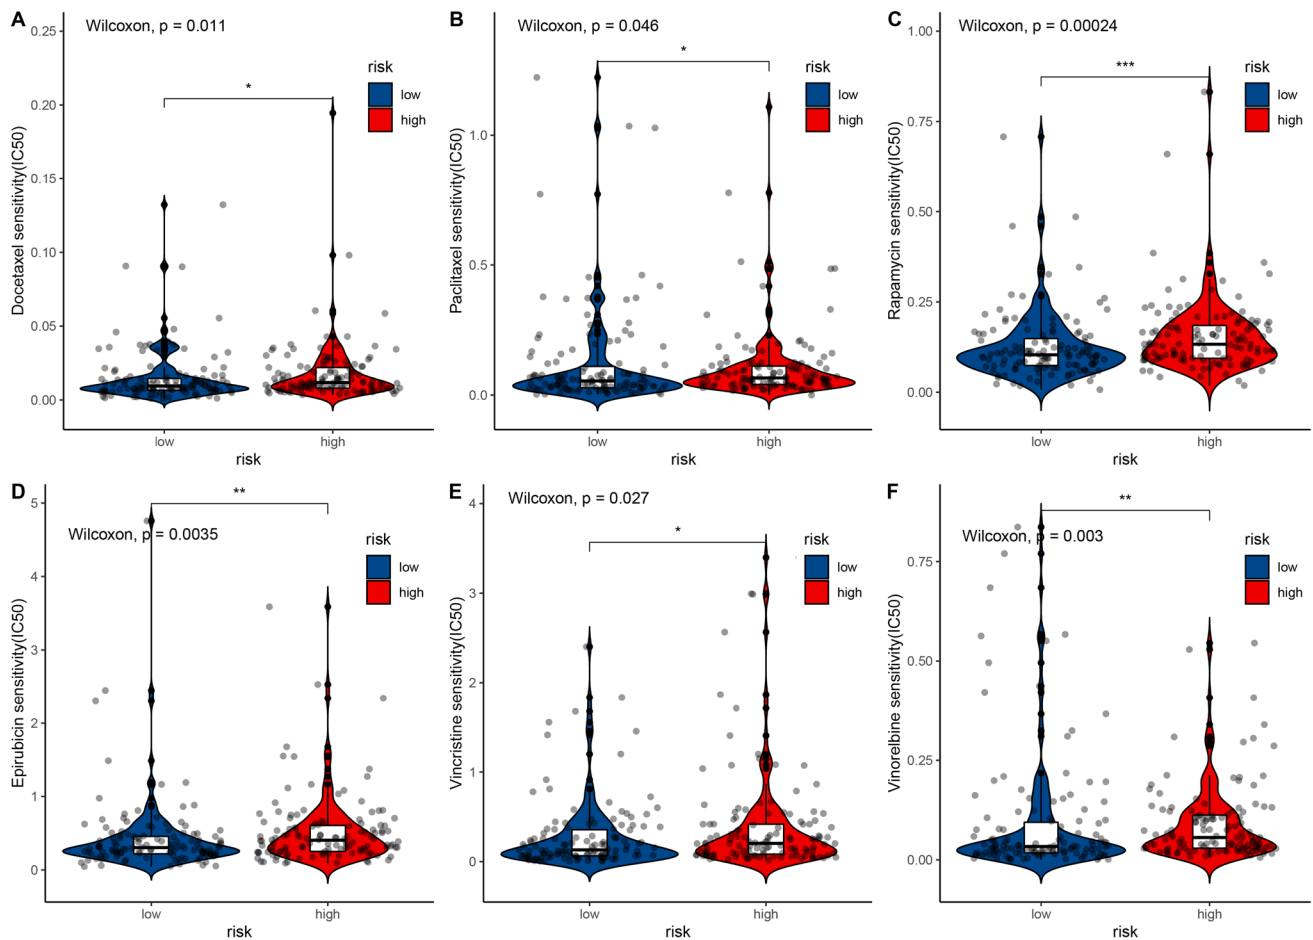 A
Wilcoxon, p = 0.011
*
risk
low
high
Docetaxel sensitivity(IC50)
0.25
0.20
0.15
0.10
0.05
0.00
low
high
risk
B
Wilcoxon, p = 0.046
*
risk
low
high
Paclitaxel sensitivity(IC50)
1.0
0.5
0.0
low
high
risk
C
Wilcoxon, p = 0.00024
***
risk
low
high
Rapamycin sensitivity(IC50)
1.00
0.75
0.50
0.25
0.00
low
high
risk
D
Wilcoxon, p = 0.0035
**
risk
low
high
Epirubicin sensitivity(IC50)
5
4
3
2
1
0
low
high
risk
E
Wilcoxon, p = 0.027
*
risk
low
high
Vincristine sensitivity(IC50)
4
3
2
1
0
low
high
risk
F
Wilcoxon, p = 0.003
**
risk
low
high
Vinorelbine sensitivity(IC50)
0.75
0.50
0.25
0.00
low
high
risk